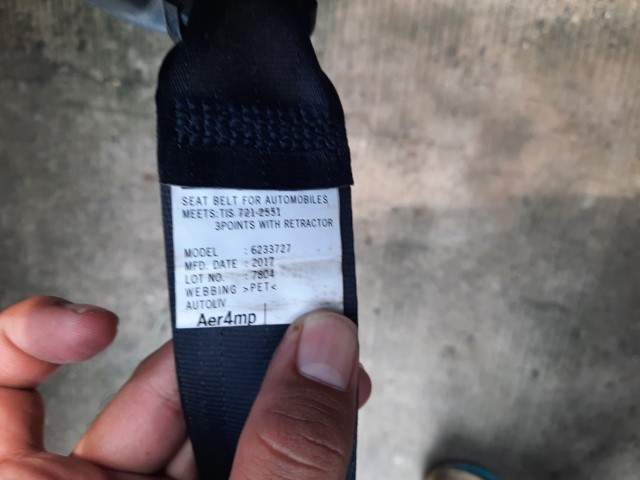 SEAT BELT FOR AUTOMOBILES
MEETS:TIS 721-2551
3POINTS WITH RETRACTOR
MODEL : 6233727
MFD. DATE : 2017
LOT NO. : 7804
WEBBING >PET<
AUTOLIV
Aer4mp